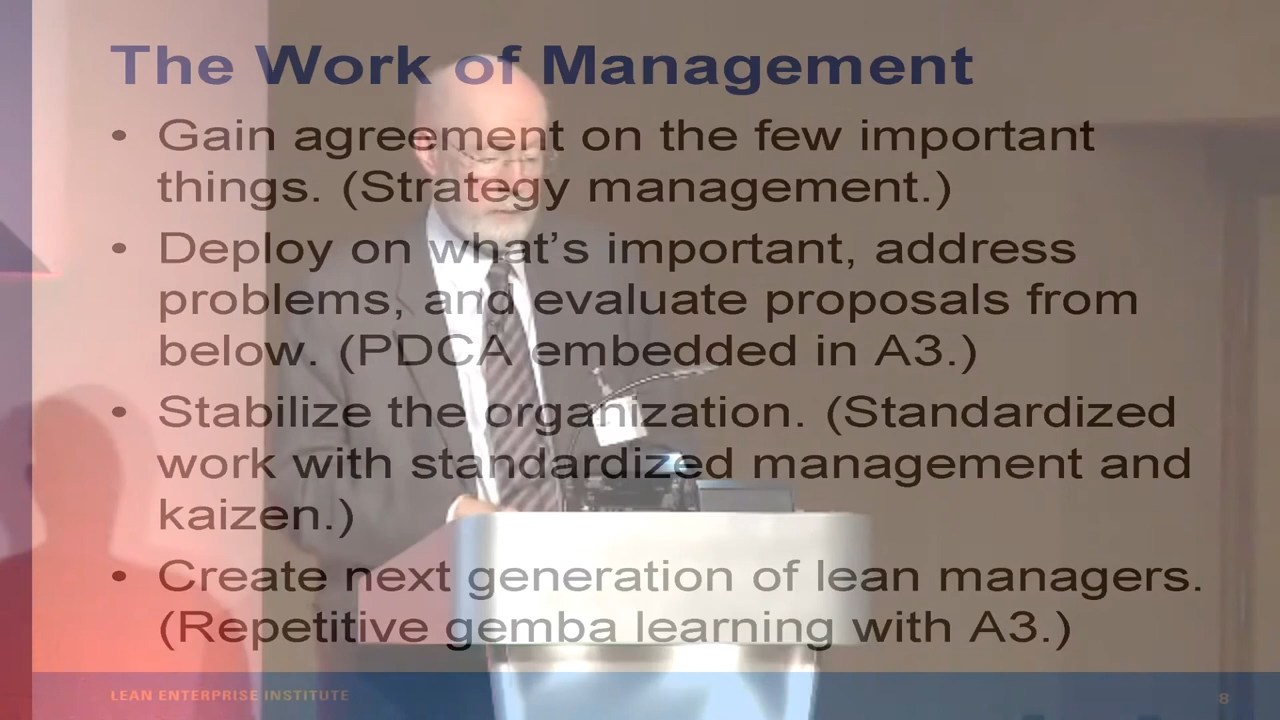 The Work of Management
• Gain agreement on the few important
things. (Strategy management.)
• Deploy on what’s important, address
problems, and evaluate proposals from
below. (PDCA embedded in A3.)
• Stabilize the organization. (Standardized
work with standardized management and
kaizen.)
• Create next generation of lean managers.
(Repetitive gemba learning with A3.)
LEAN ENTERPRISE INSTITUTE
8